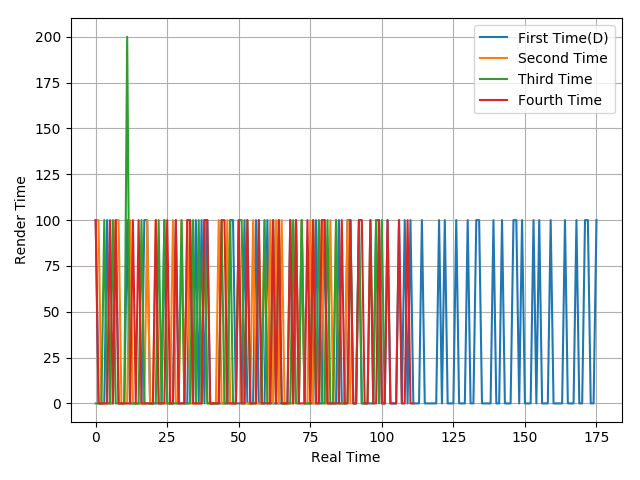 First Time(D)
Second Time
Third Time
Fourth Time
200
175
150
125
100
75
50
25
0
Render Time
0 25 50 75 100 125 150 175
Real Time